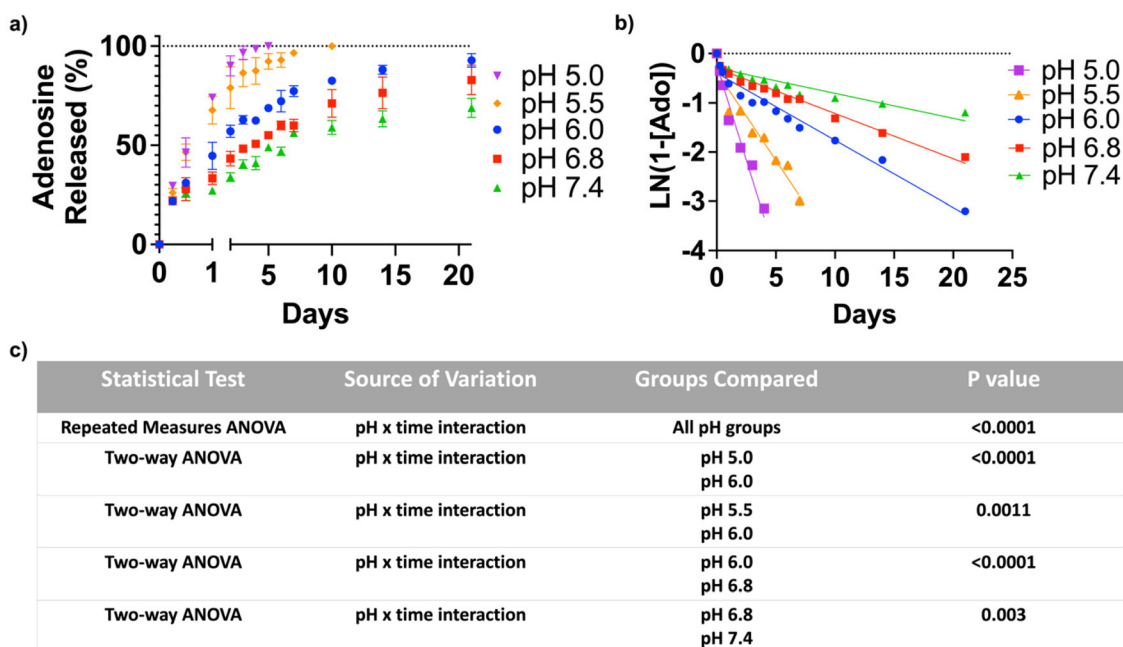 a)
Adenosine
Released (%)
100
50
0
0
1
5
10
15
20
Days
pH 5.0
pH 5.5
pH 6.0
pH 6.8
pH 7.4
b)
LN(1-[Ado])
0
-1
-2
-3
-4
0
5
10
15
20
25
Days
pH 5.0
pH 5.5
pH 6.0
pH 6.8
pH 7.4
c)
Statistical Test Source of Variation Groups Compared P value
Repeated Measures ANOVA pH x time interaction All pH groups <0.0001
Two-way ANOVA pH x time interaction pH 5.0 <0.0001
pH 6.0
Two-way ANOVA pH x time interaction pH 5.5 0.0011
pH 6.0
Two-way ANOVA pH x time interaction pH 6.0 <0.0001
pH 6.8
Two-way ANOVA pH x time interaction pH 6.8 0.003
pH 7.4